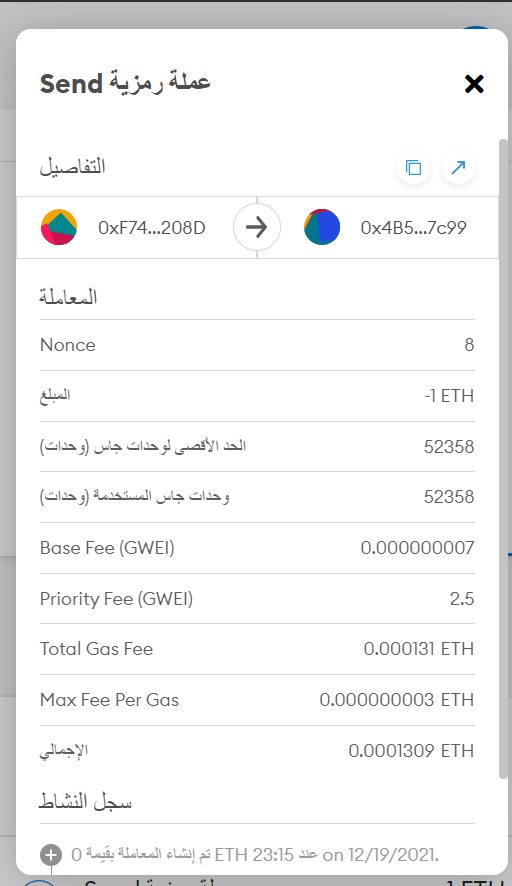 Send عملة رمزية
التفاصيل
0xF74...208D 0x4B5...7c99
المعاملة
Nonce 8
المبلغ -1 ETH
الحد الأقصى لوحدات جاس (وحدات) 52358
وحدات جاس المستخدمة (وحدات) 52358
Base Fee (GWEI) 0.000000007
Priority Fee (GWEI) 2.5
Total Gas Fee 0.000131 ETH
Max Fee Per Gas 0.000000003 ETH
الإجمالي 0.0001309 ETH
سجل النشاط
تم إنشاء المعاملة بقيمة 0 ETH عند 23:15 on 12/19/2021.